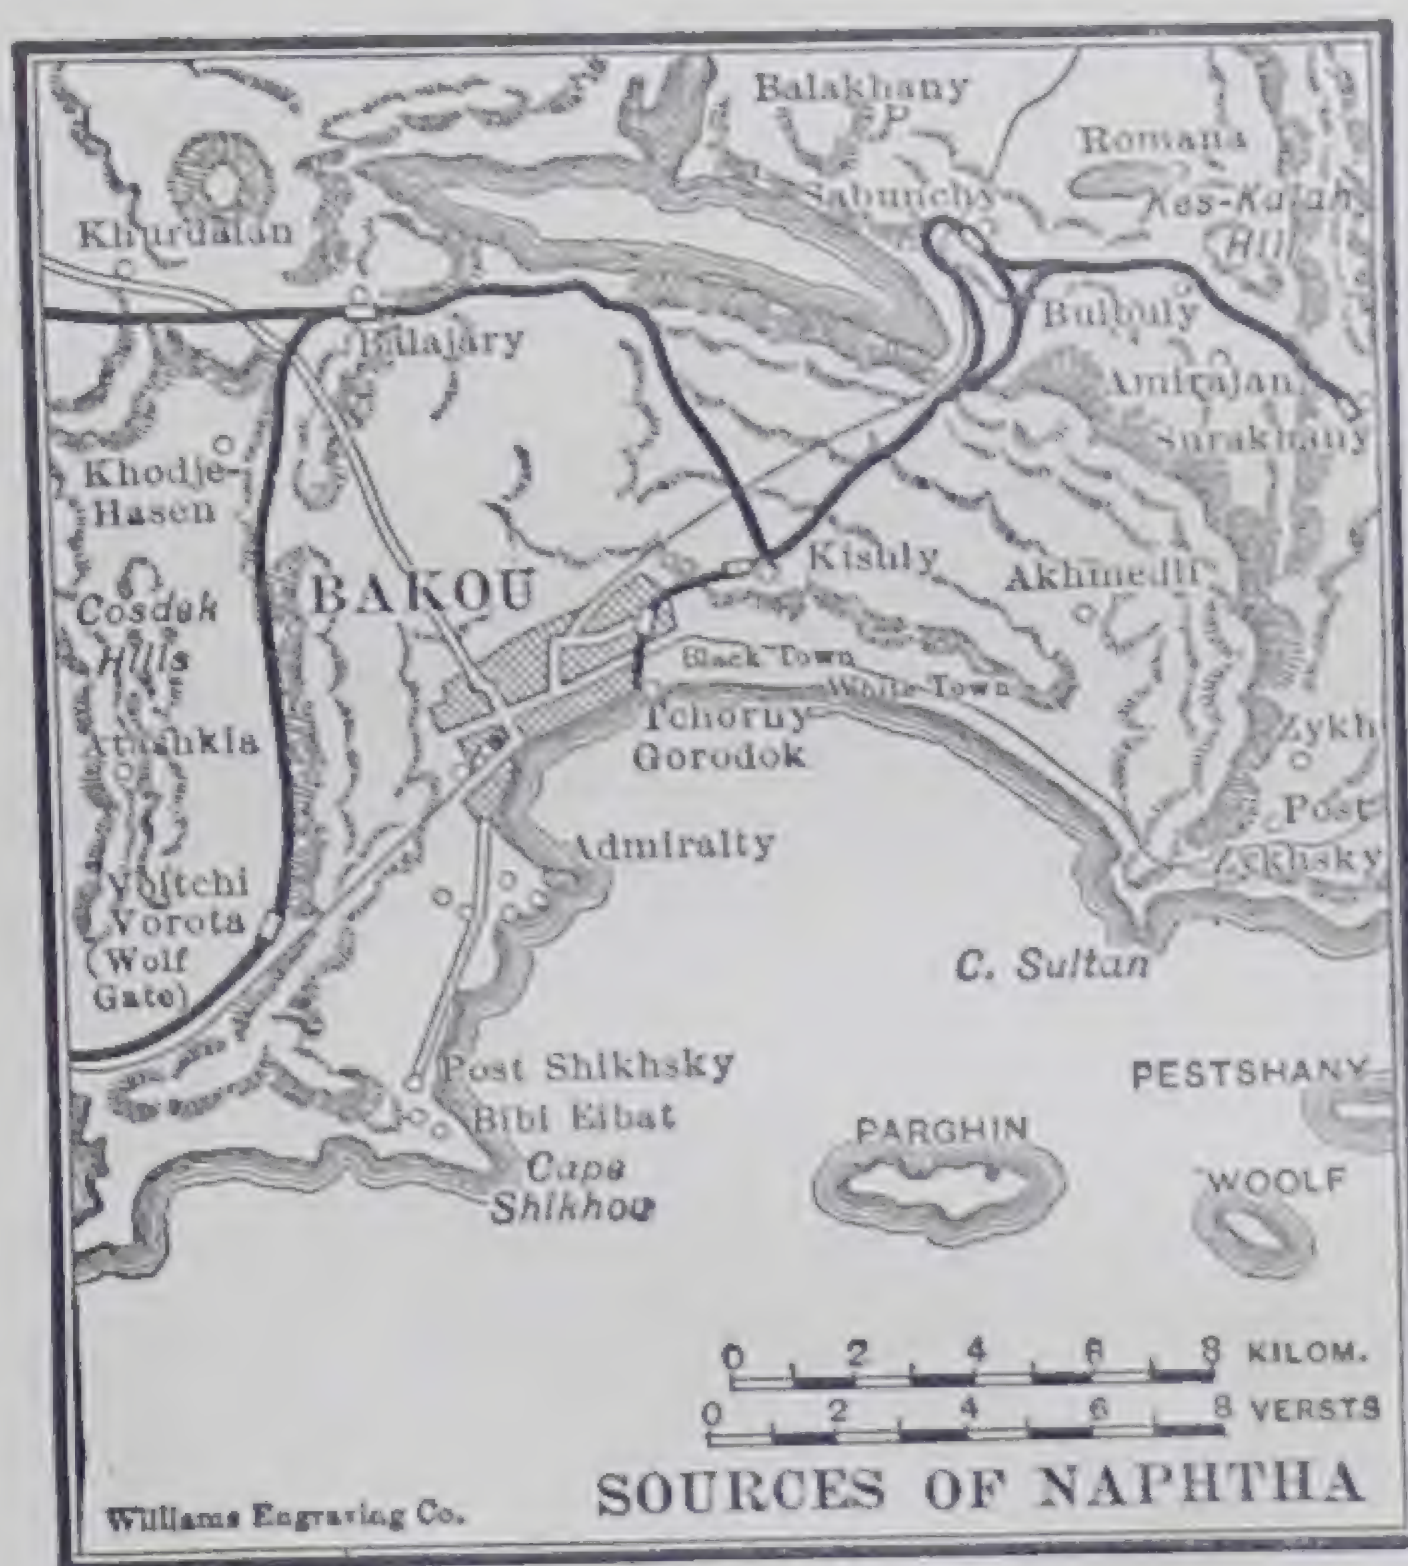 Balakhany
Romana
Sabunchy
Kes-Kalah
Hill
Khurdalan
Bulbuly
Balajary
Amirajan
Surakhany
Khodje-
Hasen
Kishly
Akhmedli
BAKOU
Cosdek
Hills
Black Town
White Town
Tchorny
Gorodok
Zykh
Atashkia
Post
Zykhsky
Admiralty
Voltchi
Vorota
(Wolf
Gate)
C. Sultan
Post Shikhsky
PESTSHANY
Bibi Eibat
PARGHIN
Cape
Shikhou
WOOLF
0 2 4 6 8 KILOM.
0 2 4 6 8 VERSTS
SOURCES OF NAPHTHA
Williams Engraving Co.